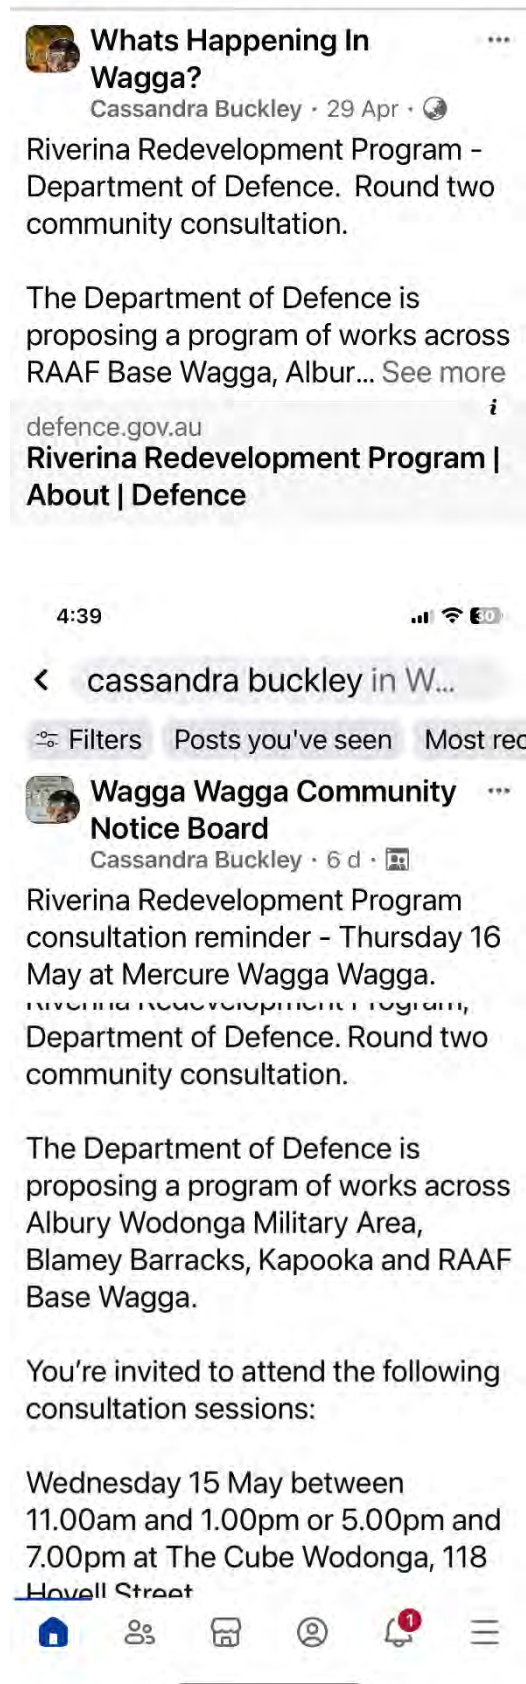 Whats Happening In
Wagga?
Cassandra Buckley · 29 Apr ·
Riverina Redevelopment Program -
Department of Defence.  Round two
community consultation.
The Department of Defence is
proposing a program of works across
RAAF Base Wagga, Albur... See more
i
defence.gov.au
Riverina Redevelopment Program |
About | Defence
4:39
30
cassandra buckley in W...
Filters Posts you've seen Most rec
Wagga Wagga Community
Notice Board
Cassandra Buckley · 6 d ·
Riverina Redevelopment Program
consultation reminder - Thursday 16
May at Mercure Wagga Wagga.
Riverina Redevelopment Program,
Department of Defence. Round two
community consultation.
The Department of Defence is
proposing a program of works across
Albury Wodonga Military Area,
Blamey Barracks, Kapooka and RAAF
Base Wagga.
You're invited to attend the following
consultation sessions:
Wednesday 15 May between
11.00am and 1.00pm or 5.00pm and
7.00pm at The Cube Wodonga, 118
Hovell Street
1